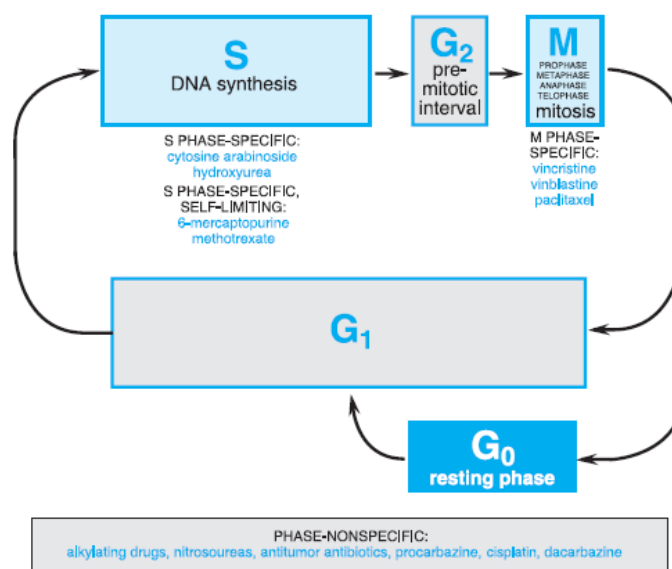 S
DNA synthesis
G2
pre-
mitotic
interval
M
PROPHASE
METAPHASE
ANAPHASE
TELOPHASE
mitosis
S PHASE-SPECIFIC:
cytosine arabinoside
hydroxyurea
S PHASE-SPECIFIC,
SELF-LIMITING:
6-mercaptopurine
methotrexate
M PHASE-
SPECIFIC:
vincristine
vinblastine
paclitaxel
G1
G0
resting phase
PHASE-NONSPECIFIC:
alkylating drugs, nitrosoureas, antitumor antibiotics, procarbazine, cisplatin, dacarbazine